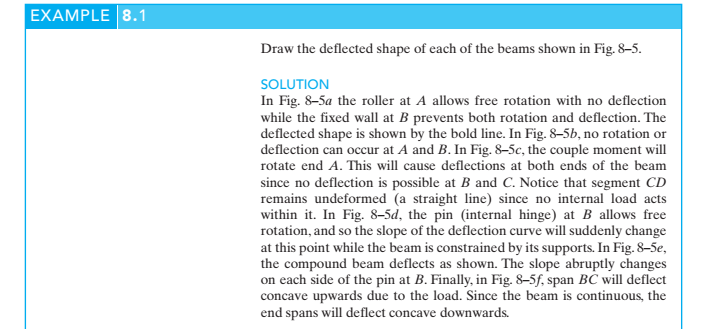 EXAMPLE 8.1
Draw the deflected shape of each of the beams shown in Fig. 8–5.
SOLUTION
In Fig. 8–5a the roller at A allows free rotation with no deflection
while the fixed wall at B prevents both rotation and deflection. The
deflected shape is shown by the bold line. In Fig. 8–5b, no rotation or
deflection can occur at A and B. In Fig. 8–5c, the couple moment will
rotate end A. This will cause deflections at both ends of the beam
since no deflection is possible at B and C. Notice that segment CD
remains undeformed (a straight line) since no internal load acts
within it. In Fig. 8–5d, the pin (internal hinge) at B allows free
rotation, and so the slope of the deflection curve will suddenly change
at this point while the beam is constrained by its supports. In Fig. 8–5e,
the compound beam deflects as shown. The slope abruptly changes
on each side of the pin at B. Finally, in Fig. 8–5f, span BC will deflect
concave upwards due to the load. Since the beam is continuous, the
end spans will deflect concave downwards.